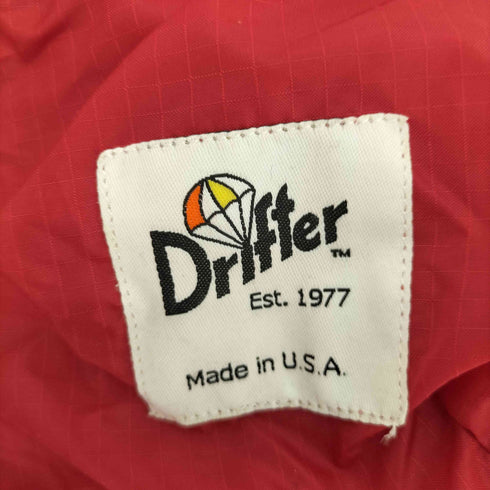 Drifter™
Est. 1977
Made in U.S.A.